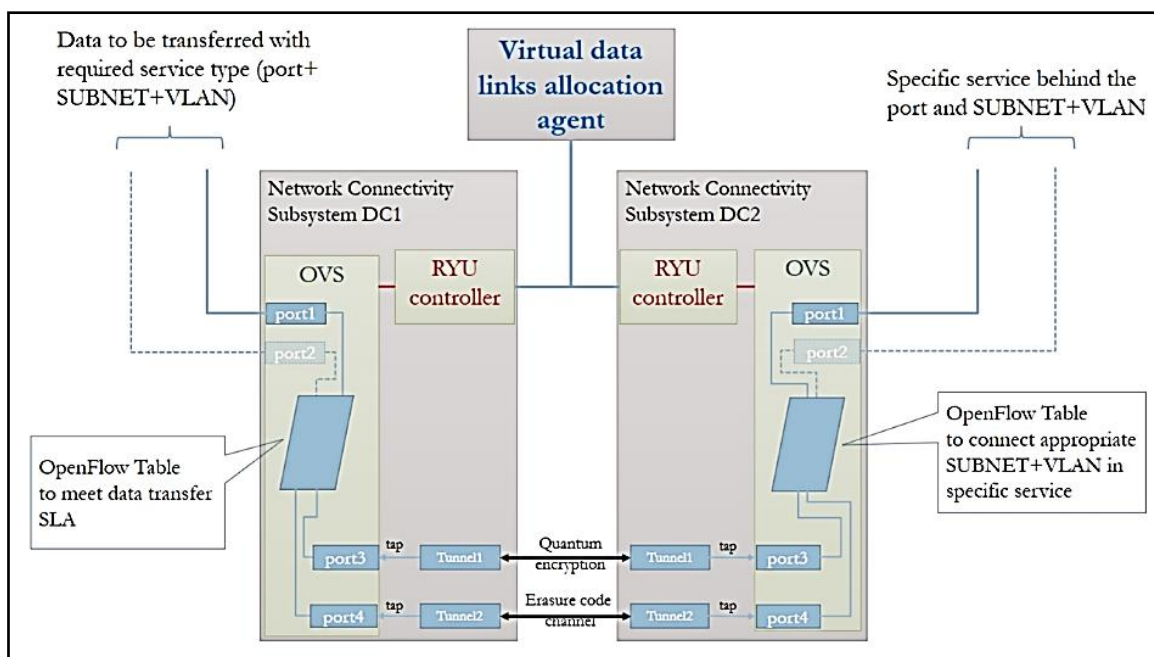 Data to be transferred with
required service type (port+
SUBNET+VLAN)
Virtual data
links allocation
agent
Specific service behind the
port and SUBNET+VLAN
Network Connectivity
Subsystem DC1
Network Connectivity
Subsystem DC2
OVS
RYU
controller
RYU
controller
OVS
port1
port2
port1
port2
OpenFlow Table
to meet data transfer
SLA
OpenFlow Table
to connect appropriate
SUBNET+VLAN in
specific service
port3
tap
Tunnel1
Quantum
encryption
Tunnel1
tap
port3
port4
tap
Tunnel2
Erasure code
channel
Tunnel2
tap
port4